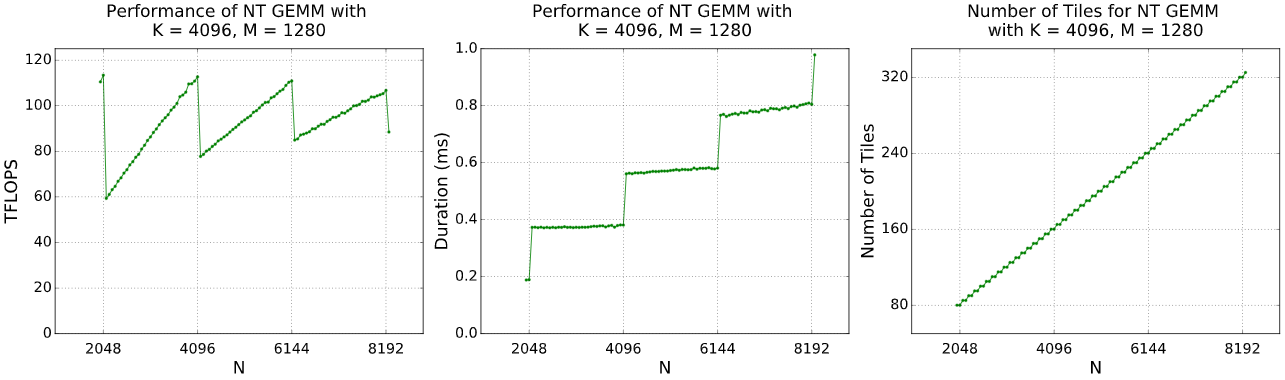 Performance of NT GEMM with
K = 4096, M = 1280
TFLOPS
120
100
80
60
40
20
0
2048 4096 6144 8192
N
Performance of NT GEMM with
K = 4096, M = 1280
Duration (ms)
1.0
0.8
0.6
0.4
0.2
0.0
2048 4096 6144 8192
N
Number of Tiles for NT GEMM
with K = 4096, M = 1280
Number of Tiles
320
240
160
80
2048 4096 6144 8192
N